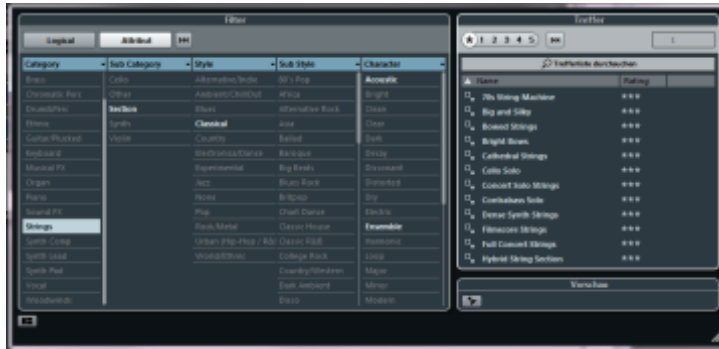 Filter
Logical Attribut
Category Sub Category Style Sub Style Character
Brass Cello Alternative/Indie 80's Pop Acoustic
Chromatic Perc Other Ambient/ChillOut Africa Bright
Drum&Perc Section Blues Alternative Rock Clean
Ethnic Synth Classical Asia Clear
Guitar/Plucked Violin Country Ballad Dark
Keyboard Electronica/Dance Baroque Decay
Musical FX Experimental Big Beats Dissonant
Organ Jazz Blues Rock Distorted
Piano Britpop Dry
Sound FX Pop Chart Dance Electric
Strings Rock/Metal Classic House Ensemble
Synth Comp Urban (Hip-Hop / R& Classic R&B Harmonic
Synth Lead World/Ethnic College Rock Loop
Synth Pad Country/Western Major
Vocal Dark Ambient Minor
Woodwinds Disco Modern
Treffer
1 2 3 4 5
Trefferliste durchsuchen
Name Rating
70s String Machine ***
Big and Silky ***
Bowed Strings ***
Bright Bows ***
Cathedral Strings ***
Cello Solo ***
Concert Solo Strings ***
Contrabass Solo ***
Dense Synth Strings ***
Filmscore Strings ***
Full Concert Strings ***
Hybrid String Section ***
Vorschau